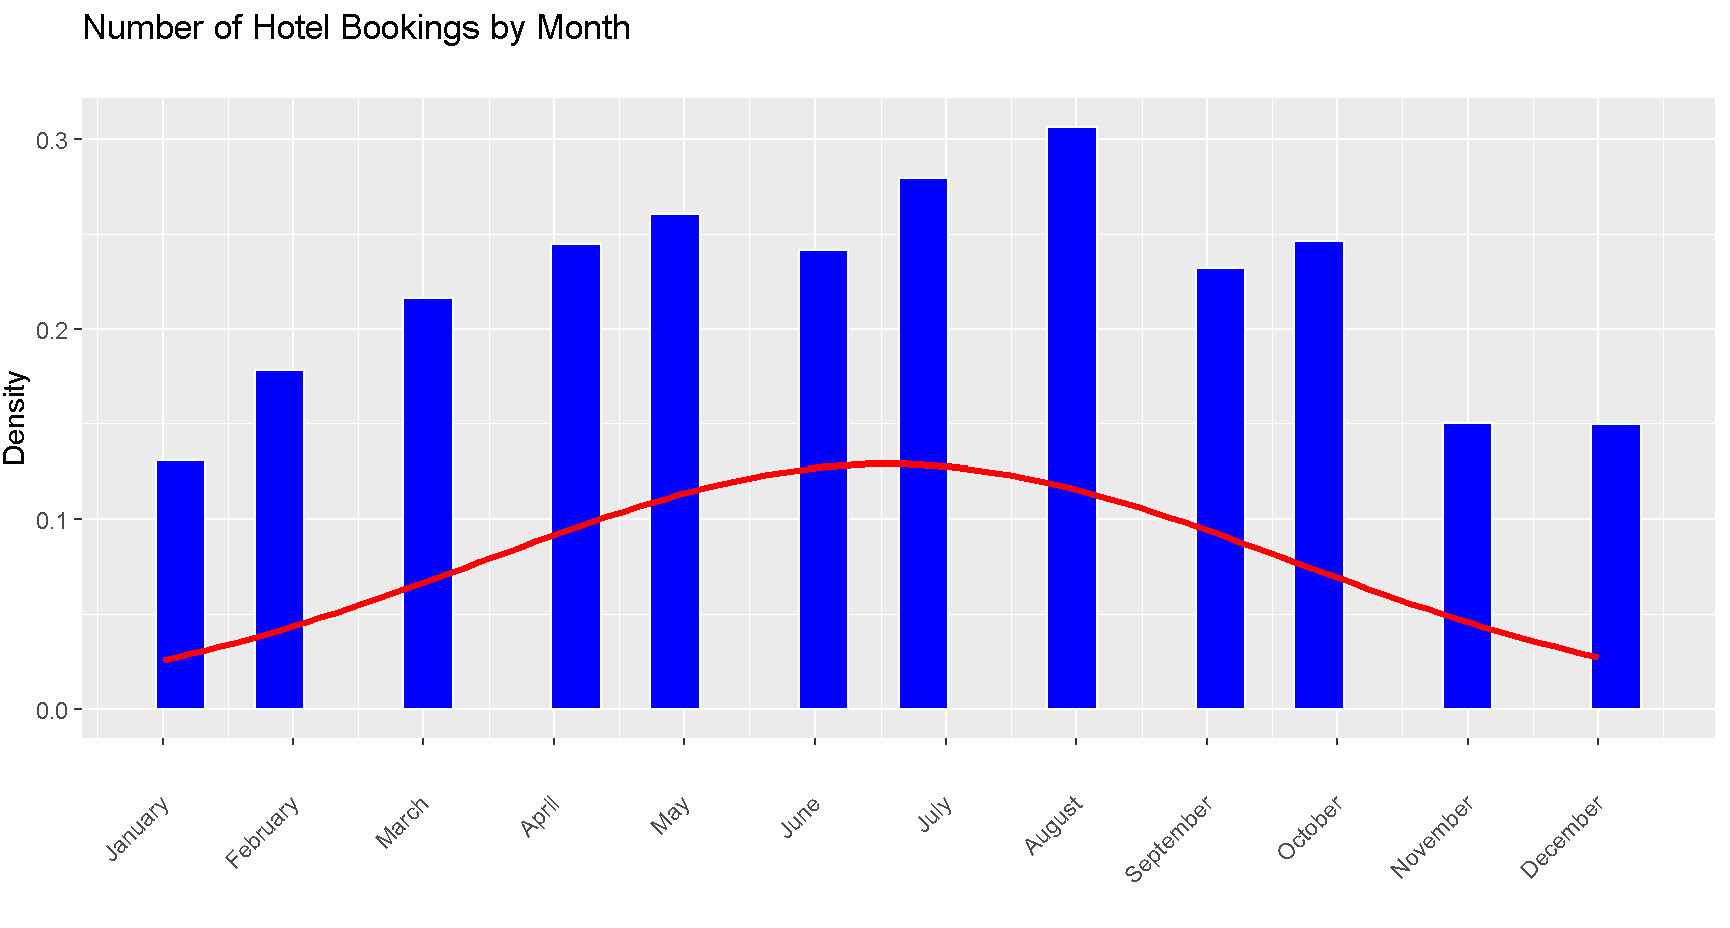 Number of Hotel Bookings by Month
Density
0.3
0.2
0.1
0.0
January
February
March
April
May
June
July
August
September
October
November
December